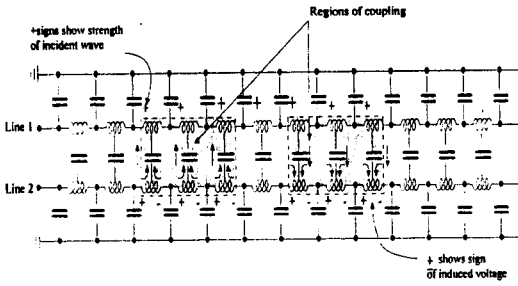 Regions of coupling
+signs show strength
of incident wave
Line 1
Line 2
+ shows sign
of induced voltage